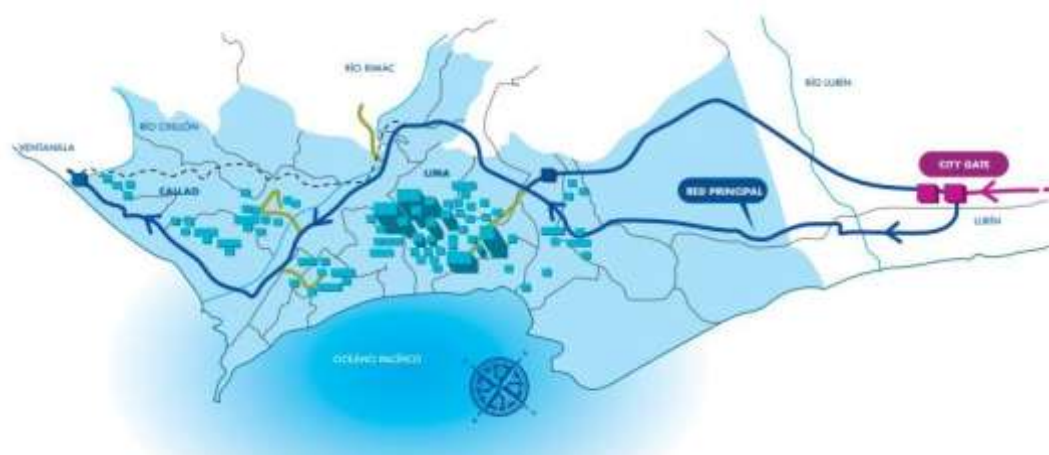 RÍO RIMAC
RÍO LURÍN
RÍO CHILLÓN
VENTANILLA
CITY GATE
LIMA
CALLAO
RED PRINCIPAL
LURÍN
OCÉANO PACÍFICO